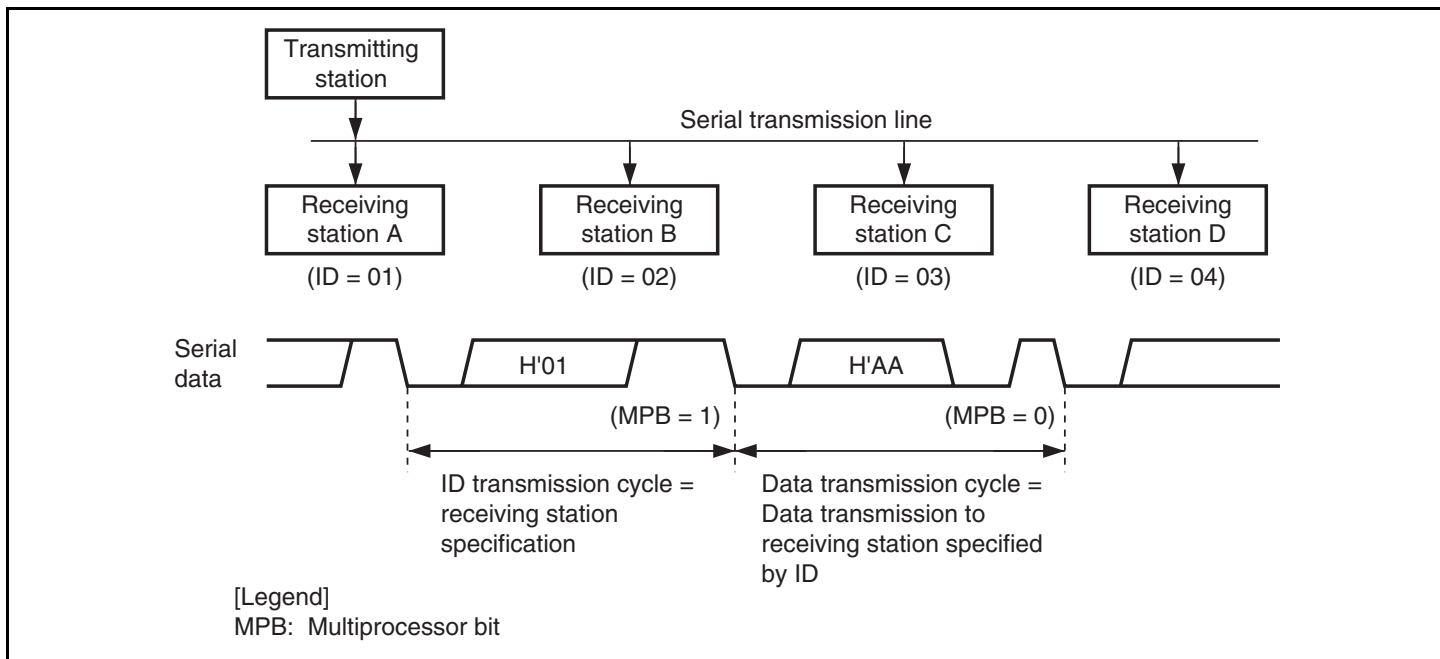 Transmitting
station
Serial transmission line
Receiving
station A
Receiving
station B
Receiving
station C
Receiving
station D
(ID = 01)
(ID = 02)
(ID = 03)
(ID = 04)
Serial
data
H'01
H'AA
(MPB = 1)
(MPB = 0)
ID transmission cycle =
receiving station
specification
Data transmission cycle =
Data transmission to
receiving station specified
by ID
[Legend]
MPB: Multiprocessor bit